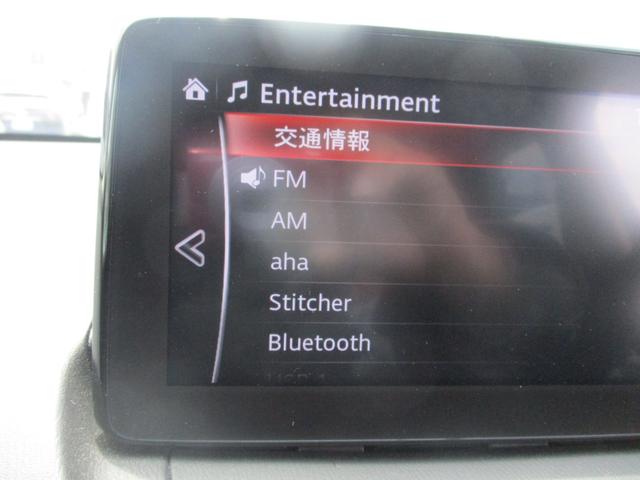 Entertainment
交通情報
FM
AM
aha
Stitcher
Bluetooth